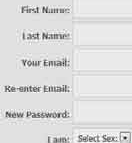 First Name:
Last Name:
Your Email:
Re-enter Email:
New Password:
I am: Select Sex: